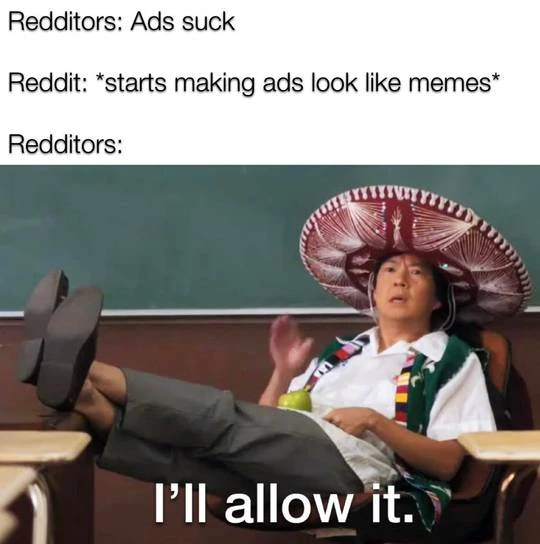 Redditors: Ads suck
Reddit: *starts making ads look like memes*
Redditors:
I'll allow it.